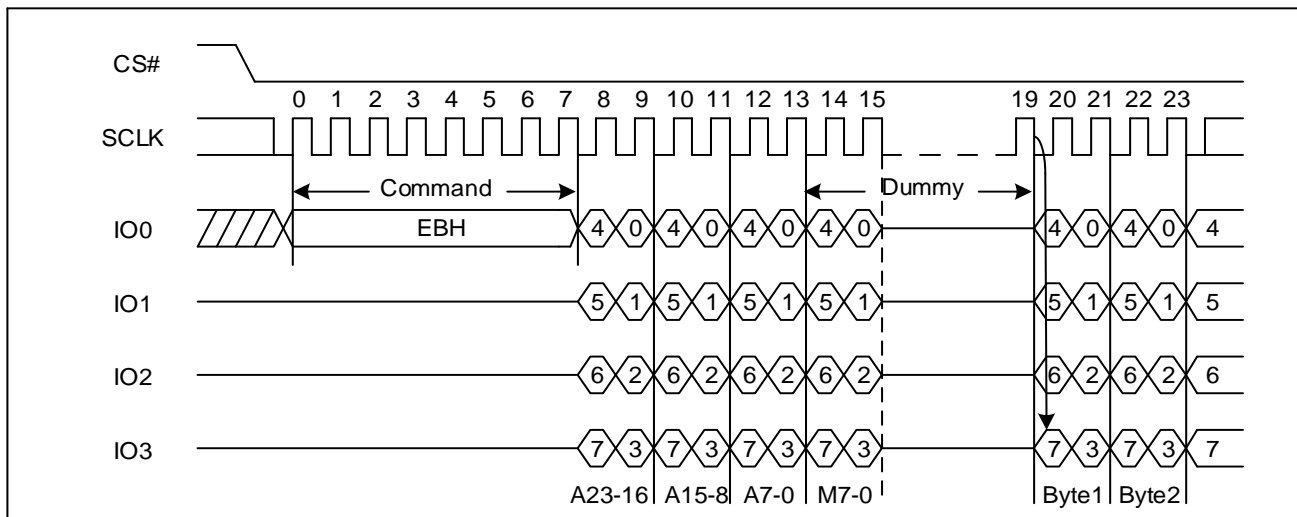 CS#
0 1 2 3 4 5 6 7 8 9 10 11 12 13 14 15 19 20 21 22 23
SCLK
Command Dummy
IO0 EBH 4 0 4 0 4 0 4 0 4 0 4 0 4
IO1 5 1 5 1 5 1 5 1 5 1 5 1 5
IO2 6 2 6 2 6 2 6 2 6 2 6 2 6
IO3 7 3 7 3 7 3 7 3 7 3 7 3 7
A23-16 A15-8 A7-0 M7-0 Byte1 Byte2